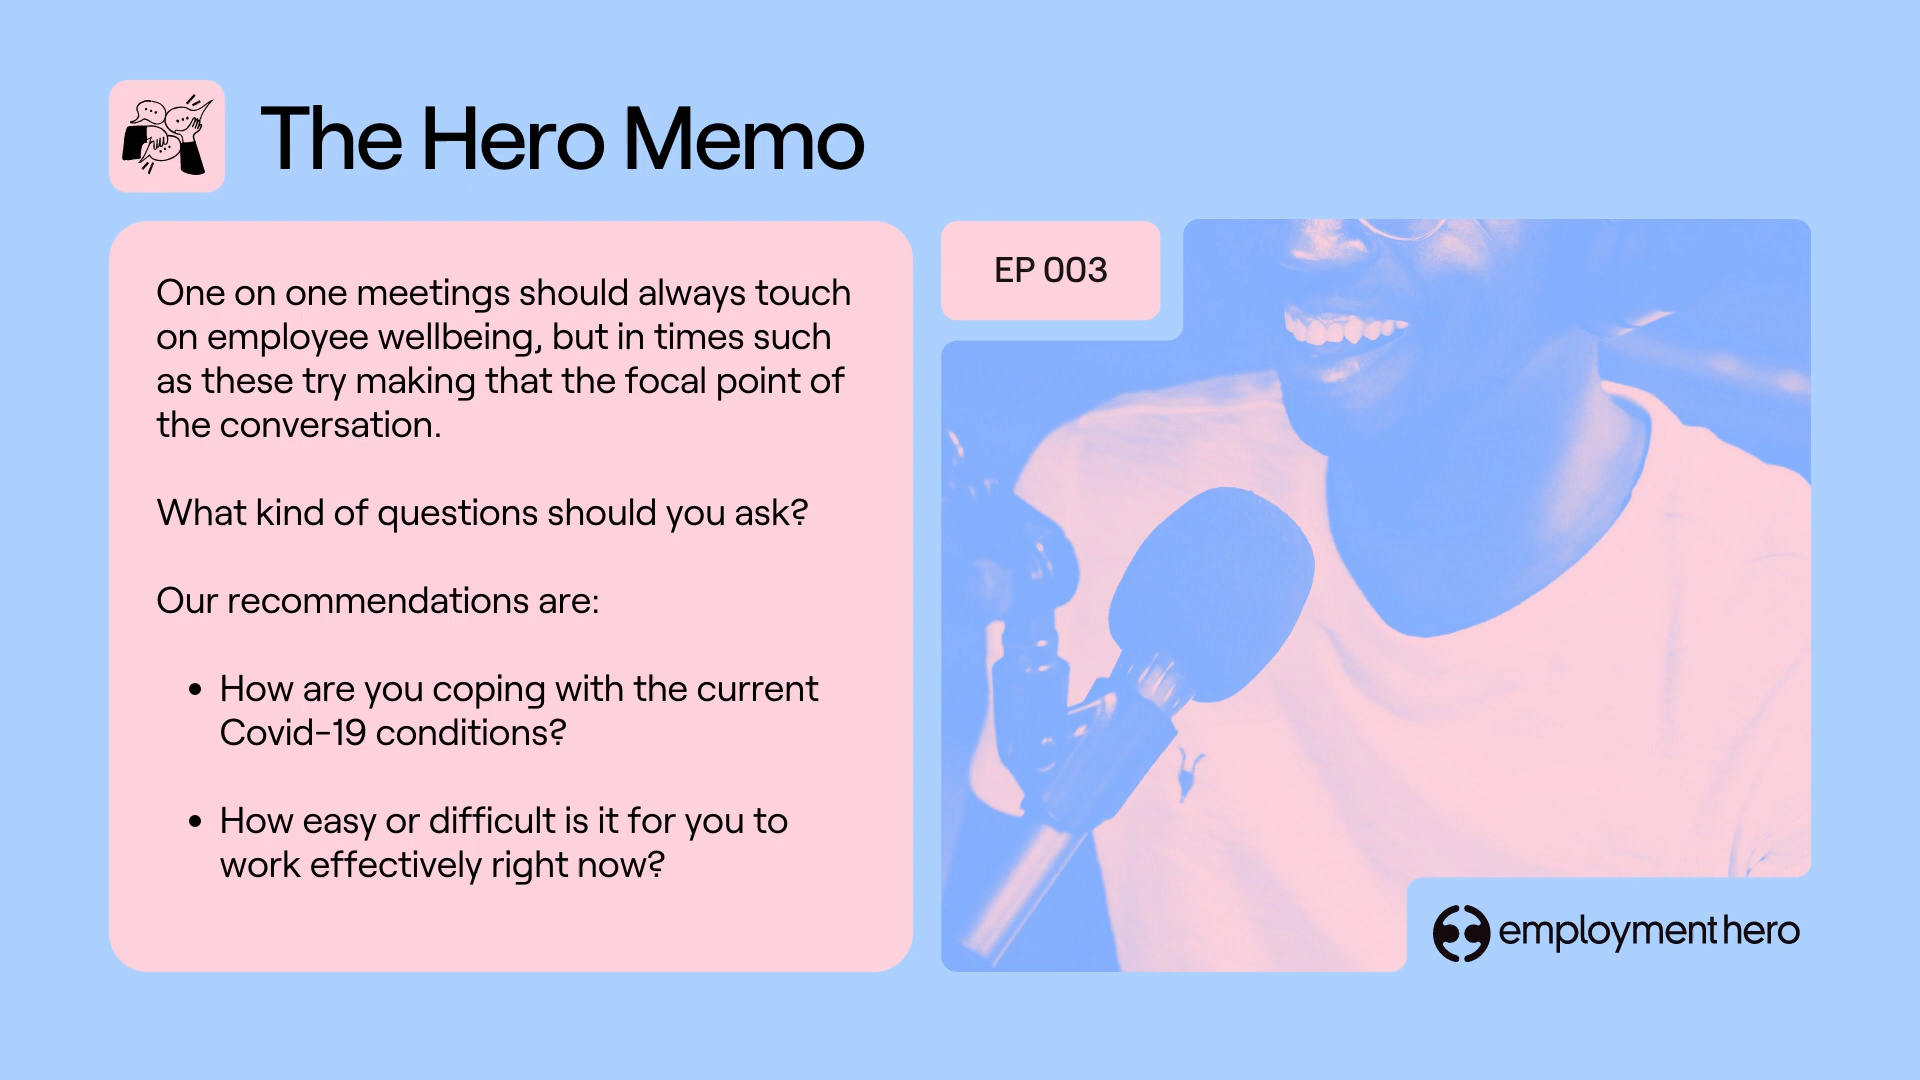 The Hero Memo
One on one meetings should always touch
on employee wellbeing, but in times such
as these try making that the focal point of
the conversation.
What kind of questions should you ask?
Our recommendations are:
• How are you coping with the current
Covid-19 conditions?
• How easy or difficult is it for you to
work effectively right now?
EP 003
employment hero